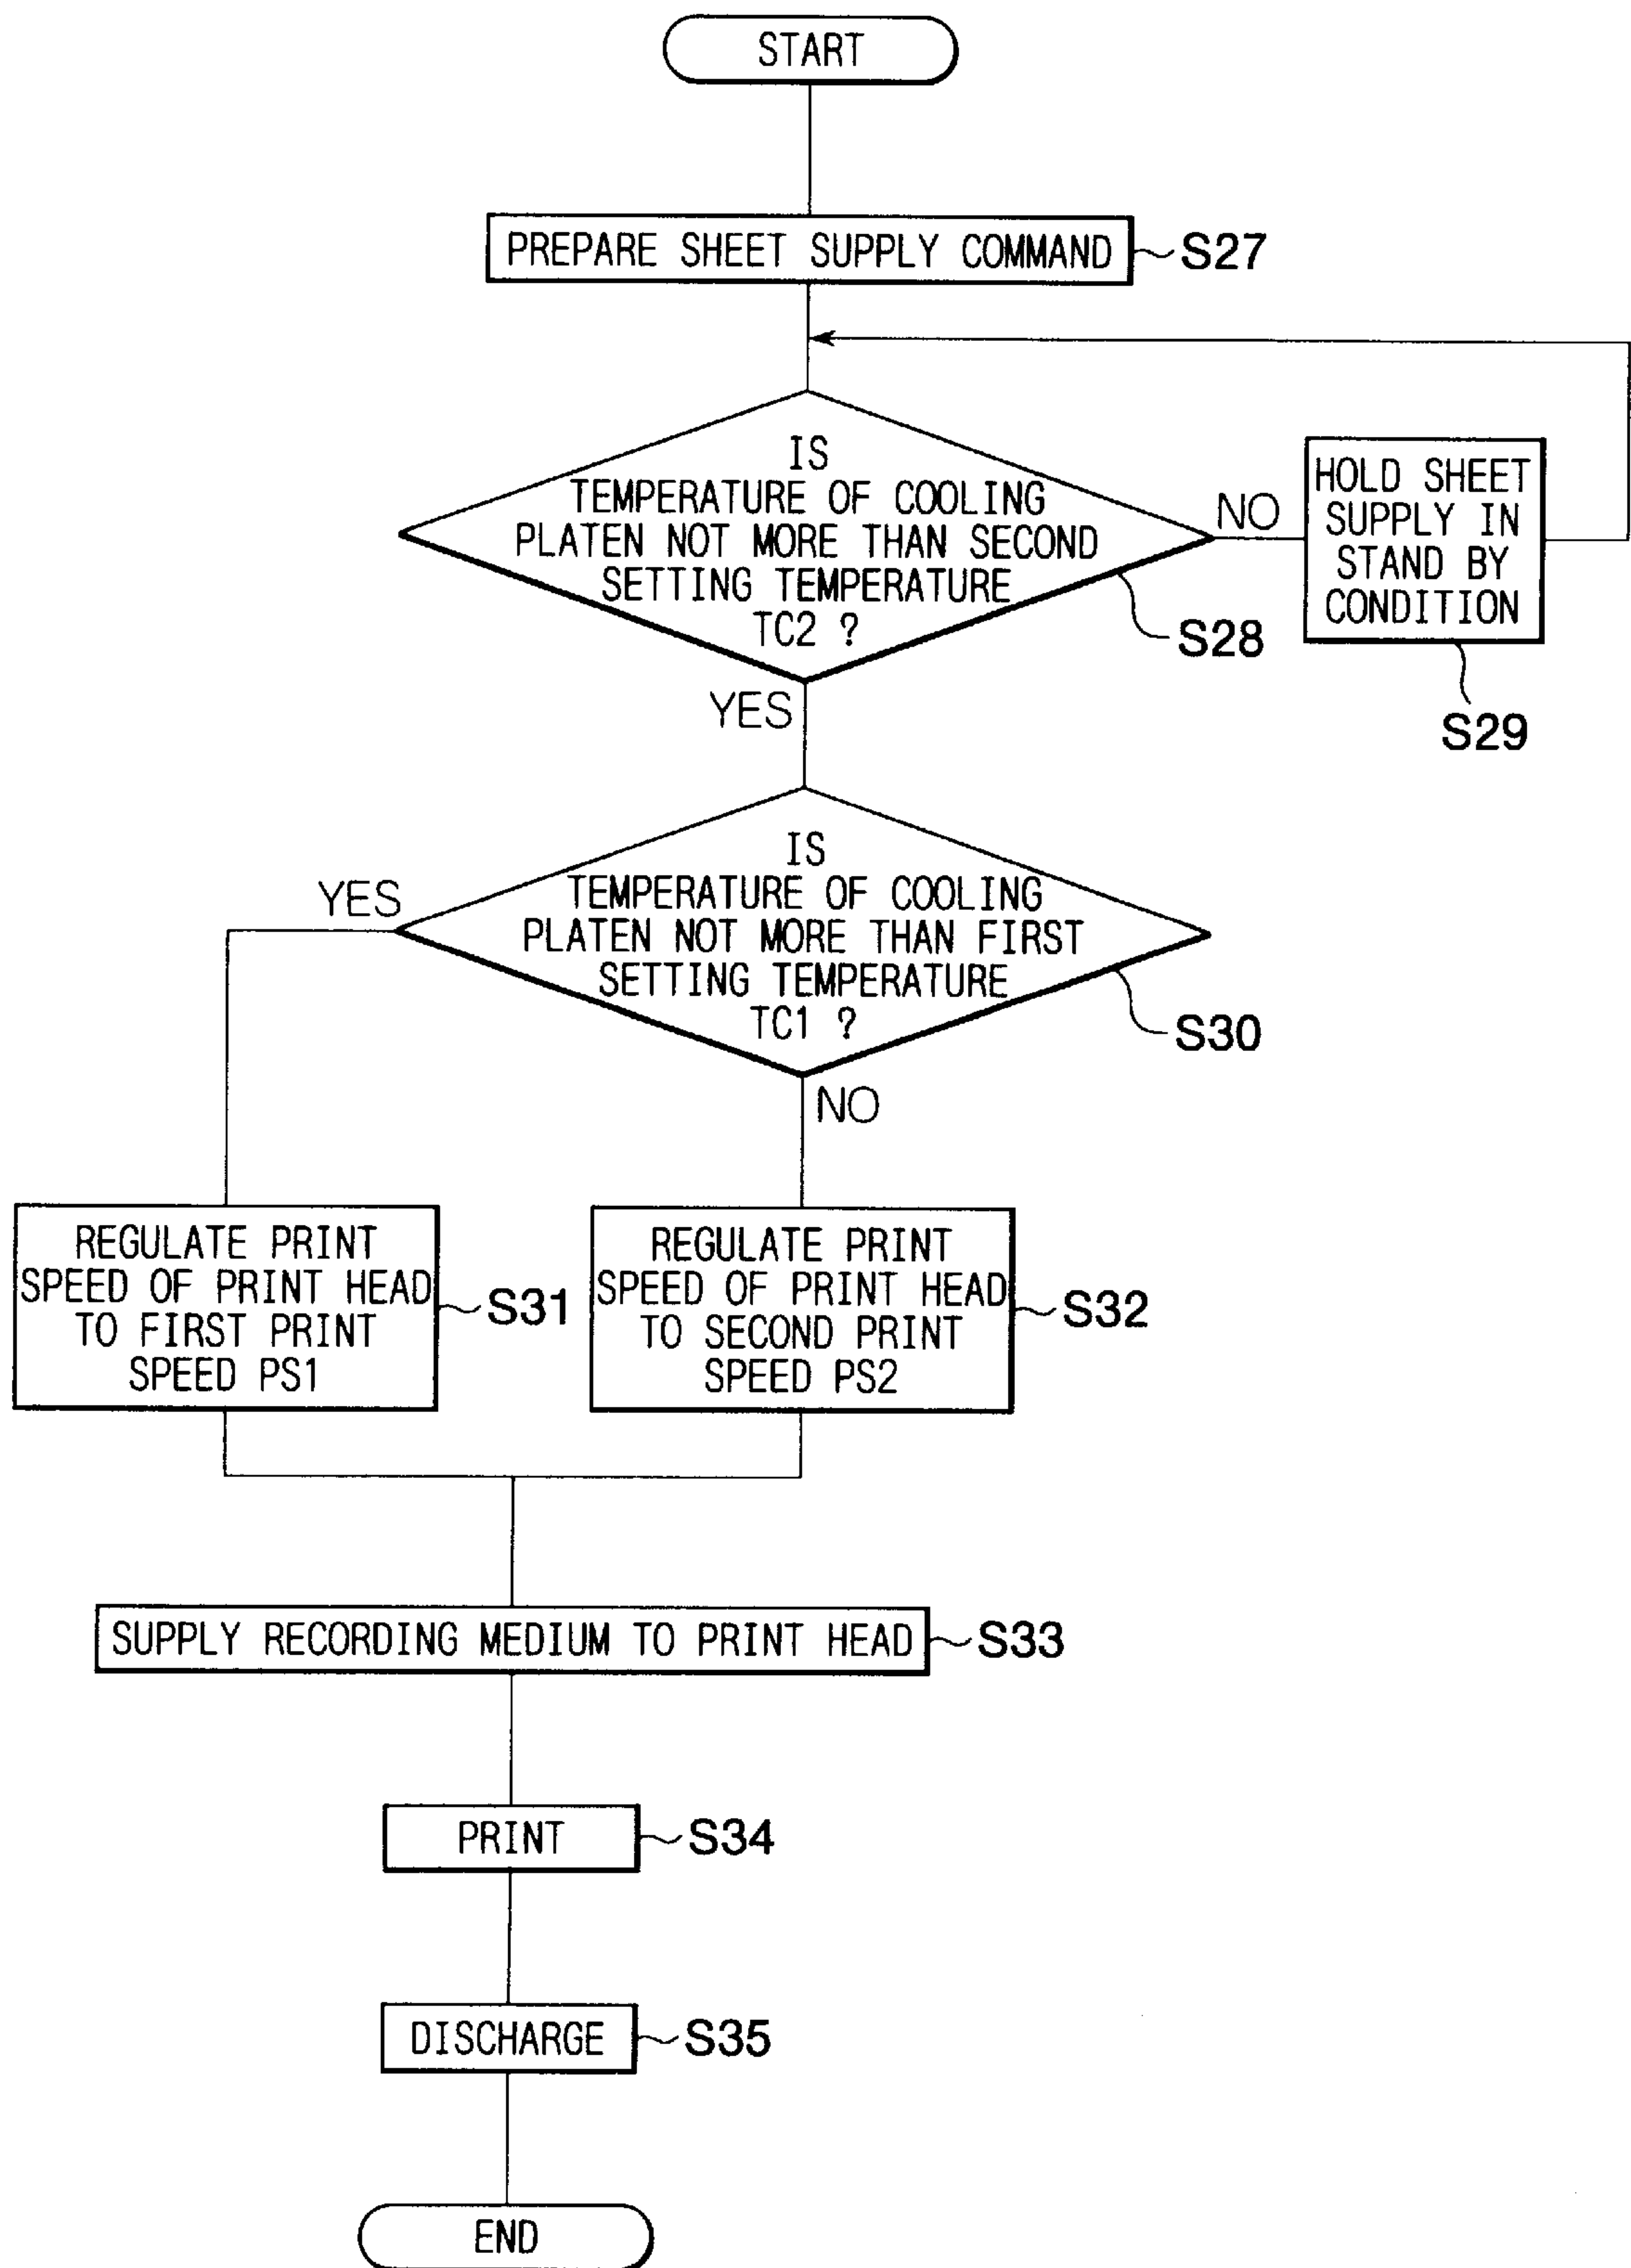 START
PREPARE SHEET SUPPLY COMMAND
S27
IS
TEMPERATURE OF COOLING
PLATEN NOT MORE THAN SECOND
SETTING TEMPERATURE
TC2 ?
S28
NO
HOLD SHEET
SUPPLY IN
STAND BY
CONDITION
S29
YES
IS
TEMPERATURE OF COOLING
PLATEN NOT MORE THAN FIRST
SETTING TEMPERATURE
TC1 ?
S30
YES
NO
REGULATE PRINT
SPEED OF PRINT HEAD
TO FIRST PRINT
SPEED PS1
S31
REGULATE PRINT
SPEED OF PRINT HEAD
TO SECOND PRINT
SPEED PS2
S32
SUPPLY RECORDING MEDIUM TO PRINT HEAD
S33
PRINT
S34
DISCHARGE
S35
END